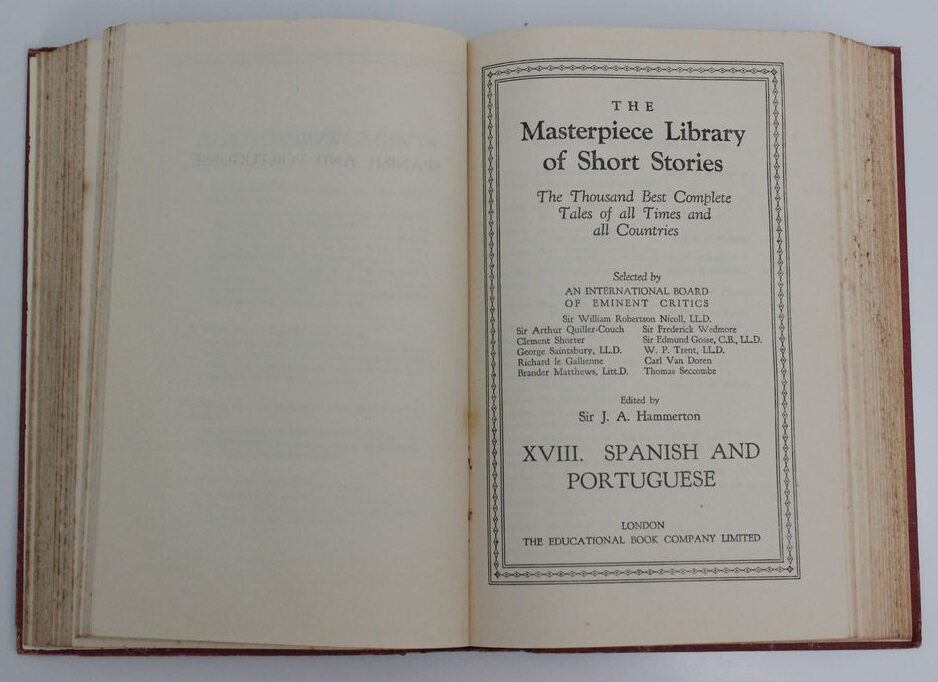 THE
Masterpiece Library
of Short Stories
The Thousand Best Complete
Tales of all Times and
all Countries
Selected by
AN INTERNATIONAL BOARD
OF EMINENT CRITICS
Sir William Robertson Nicoll, LL.D.
Sir Arthur Quiller-Couch Sir Frederick Wedmore
Clement Shorter Sir Edmund Gosse, C.B., LL.D.
George Saintsbury, LL.D. W. P. Trent, LL.D.
Richard le Gallienne Carl Van Doren
Brander Matthews, Litt.D. Thomas Seccombe
Edited by
Sir J. A. Hammerton
XVIII. SPANISH AND
PORTUGUESE
LONDON
THE EDUCATIONAL BOOK COMPANY LIMITED